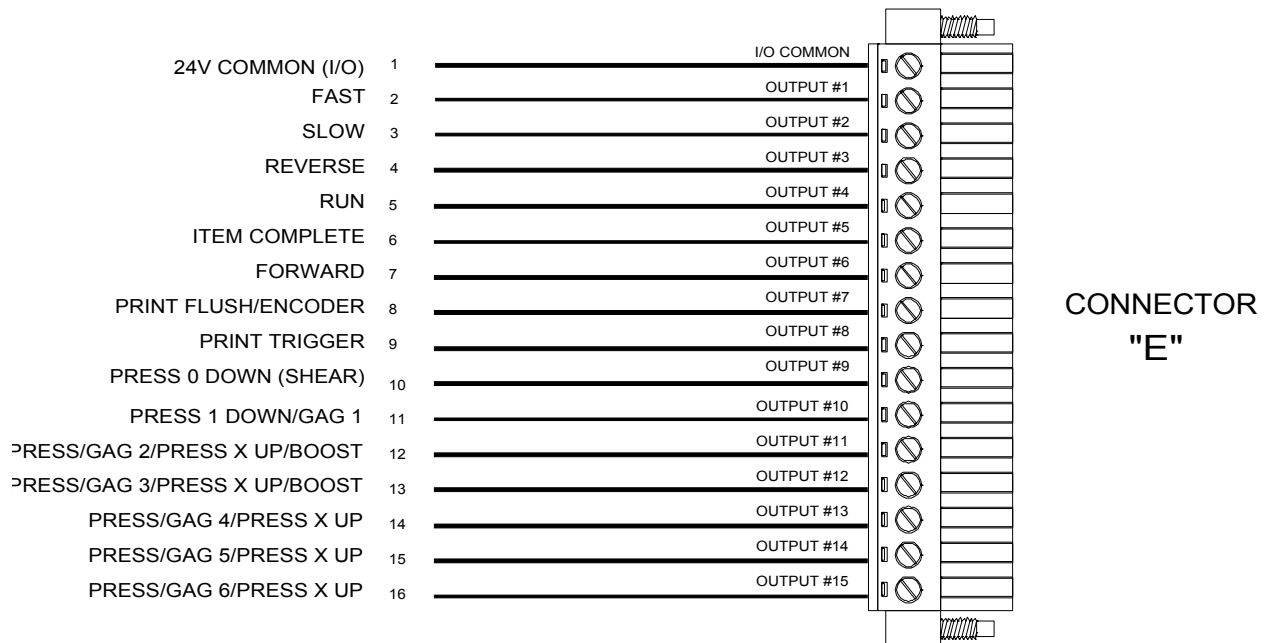 24V COMMON (I/O) 1 I/O COMMON
FAST 2 OUTPUT #1
SLOW 3 OUTPUT #2
REVERSE 4 OUTPUT #3
RUN 5 OUTPUT #4
ITEM COMPLETE 6 OUTPUT #5
FORWARD 7 OUTPUT #6
PRINT FLUSH/ENCODER 8 OUTPUT #7
PRINT TRIGGER 9 OUTPUT #8
PRESS 0 DOWN (SHEAR) 10 OUTPUT #9
PRESS 1 DOWN/GAG 1 11 OUTPUT #10
PRESS/GAG 2/PRESS X UP/BOOST 12 OUTPUT #11
PRESS/GAG 3/PRESS X UP/BOOST 13 OUTPUT #12
PRESS/GAG 4/PRESS X UP 14 OUTPUT #13
PRESS/GAG 5/PRESS X UP 15 OUTPUT #14
PRESS/GAG 6/PRESS X UP 16 OUTPUT #15
CONNECTOR
"E"